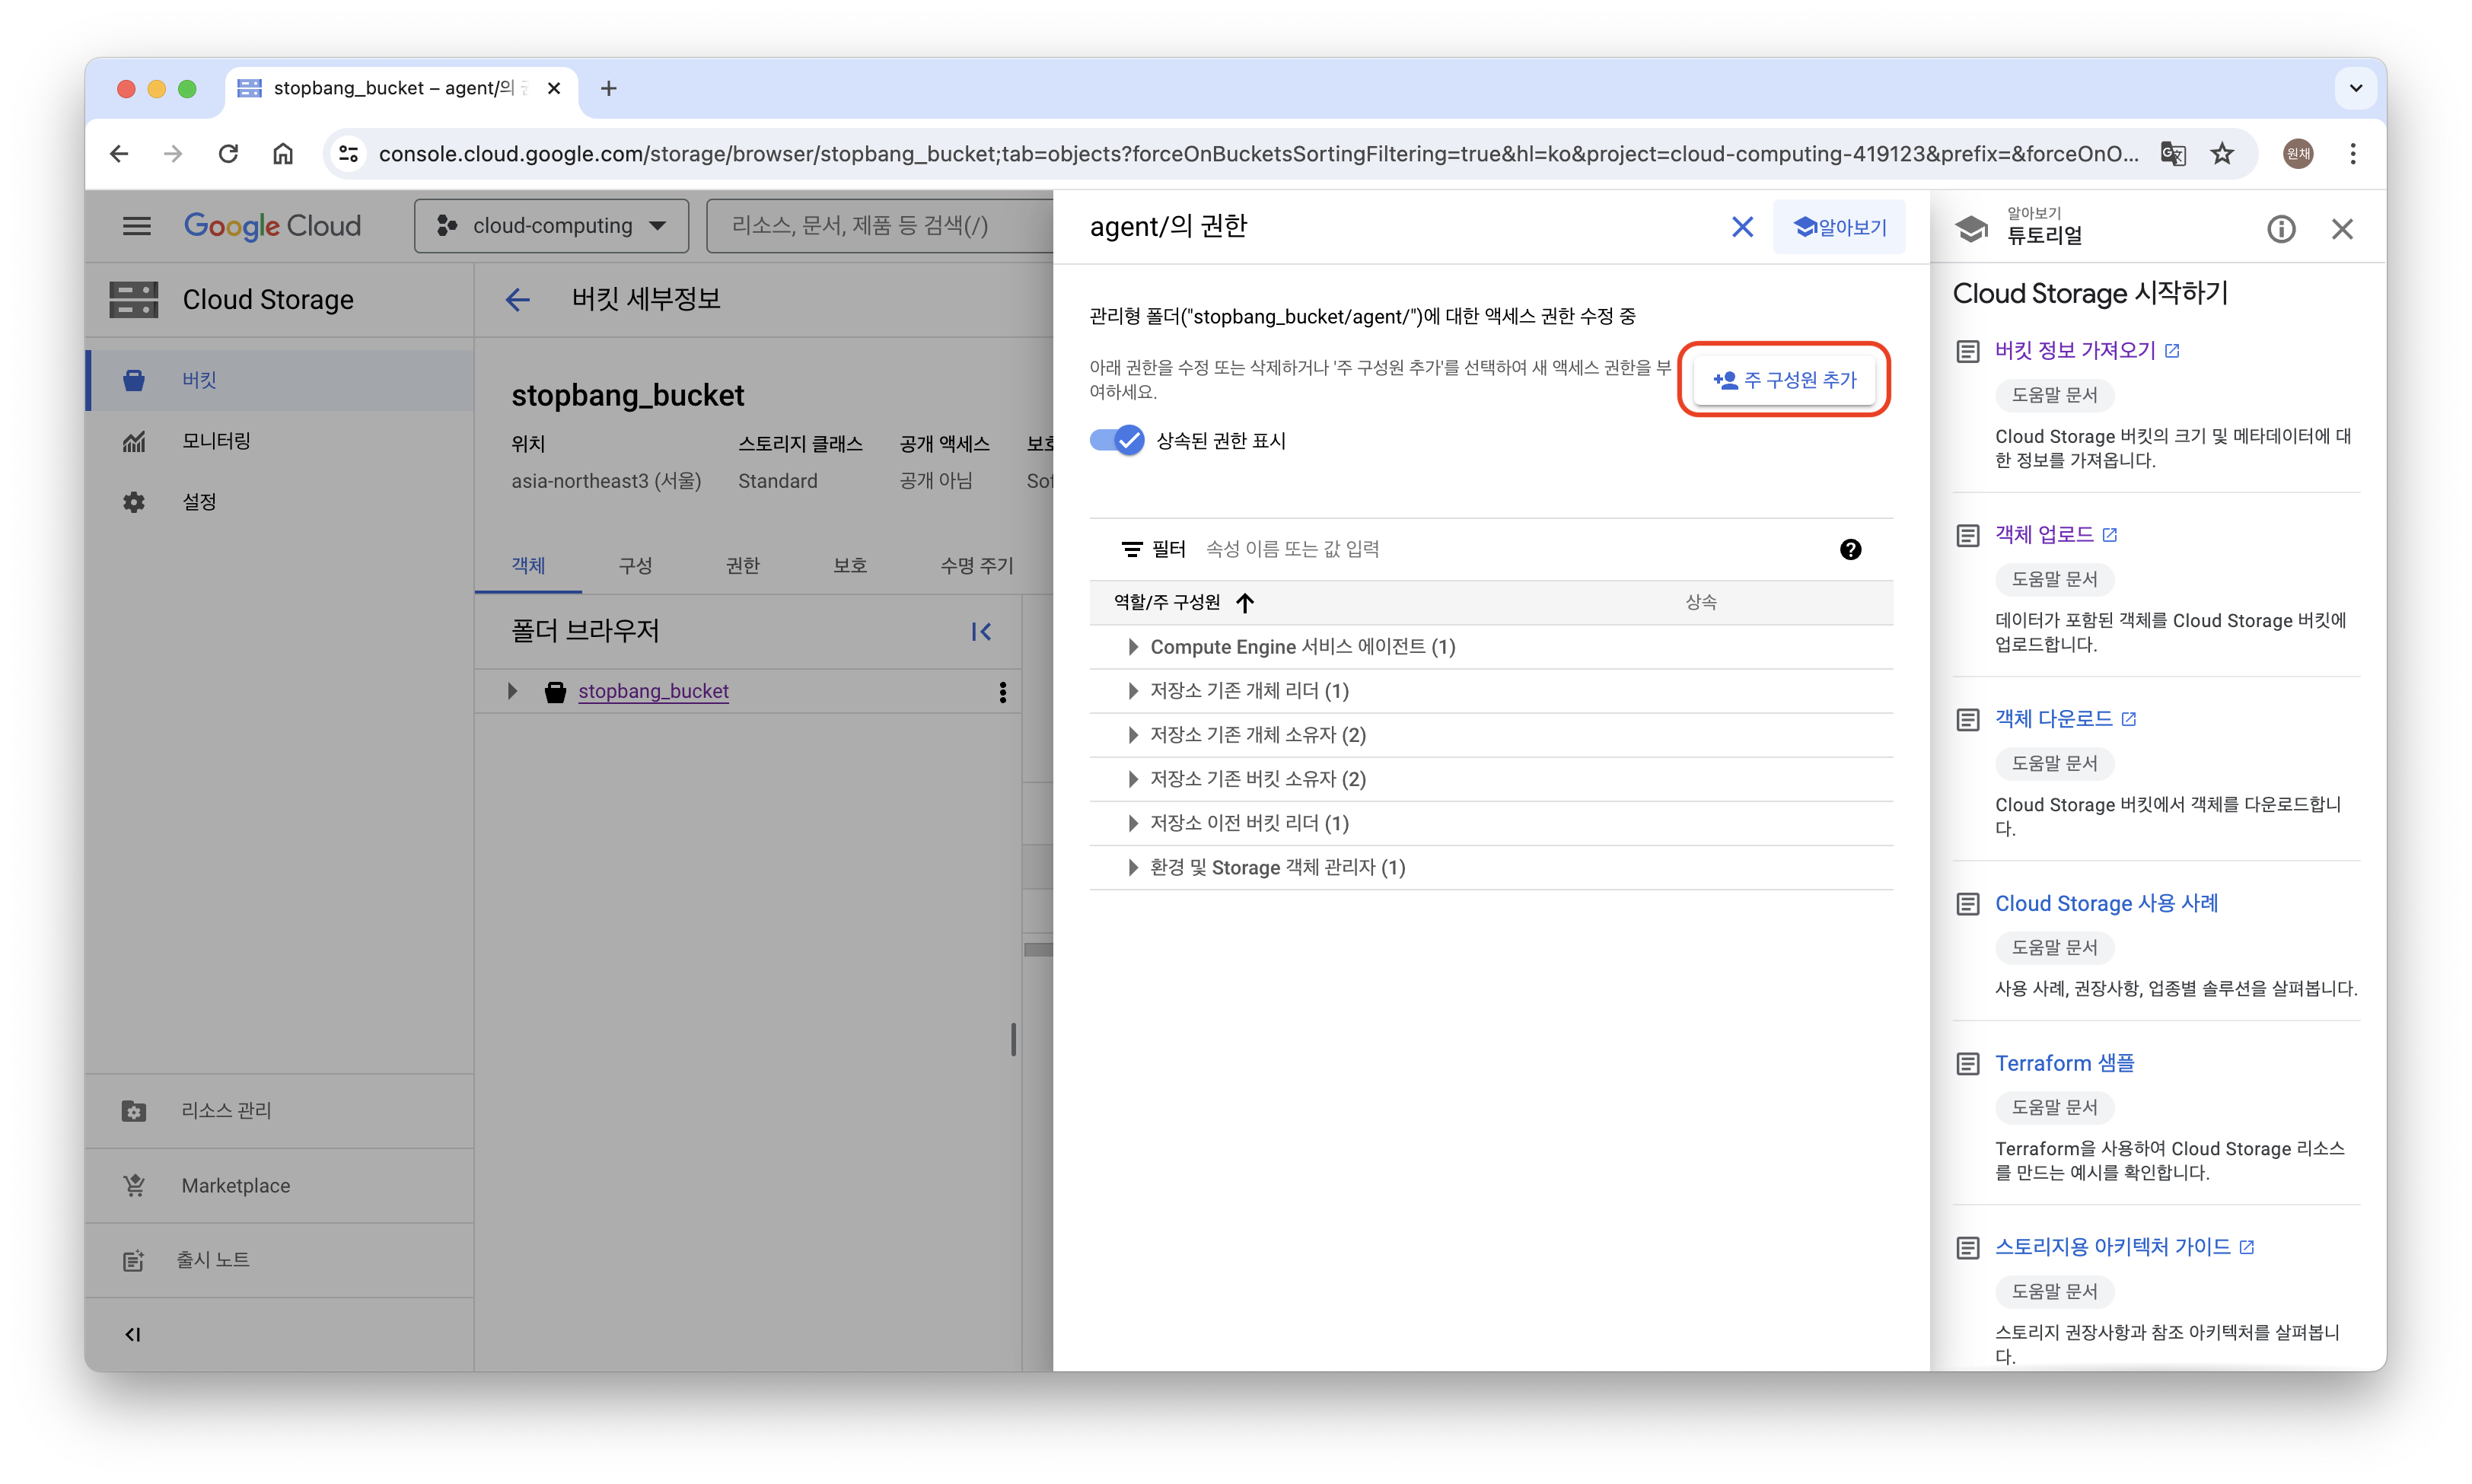 stopbang_bucket – agent/의
console.cloud.google.com/storage/browser/stopbang_bucket;tab=objects?forceOnBucketsSortingFiltering=true&hl=ko&project=cloud-computing-419123&prefix=&forceOnO...
원채
Google Cloud
cloud-computing
리소스, 문서, 제품 등 검색(/)
Cloud Storage
버킷
모니터링
설정
리소스 관리
Marketplace
출시 노트
버킷 세부정보
stopbang_bucket
위치
스토리지 클래스
공개 액세스
보호
asia-northeast3 (서울)
Standard
공개 아님
Sof
객체
구성
권한
보호
수명 주기
폴더 브라우저
stopbang_bucket
agent/의 권한
알아보기
관리형 폴더("stopbang_bucket/agent/")에 대한 액세스 권한 수정 중
아래 권한을 수정 또는 삭제하거나 '주 구성원 추가'를 선택하여 새 액세스 권한을 부
여하세요.
주 구성원 추가
상속된 권한 표시
필터
속성 이름 또는 값 입력
역할/주 구성원
상속
Compute Engine 서비스 에이전트 (1)
저장소 기존 개체 리더 (1)
저장소 기존 개체 소유자 (2)
저장소 기존 버킷 소유자 (2)
저장소 이전 버킷 리더 (1)
환경 및 Storage 객체 관리자 (1)
알아보기
튜토리얼
Cloud Storage 시작하기
버킷 정보 가져오기
도움말 문서
Cloud Storage 버킷의 크기 및 메타데이터에 대
한 정보를 가져옵니다.
객체 업로드
도움말 문서
데이터가 포함된 객체를 Cloud Storage 버킷에
업로드합니다.
객체 다운로드
도움말 문서
Cloud Storage 버킷에서 객체를 다운로드합니
다.
Cloud Storage 사용 사례
도움말 문서
사용 사례, 권장사항, 업종별 솔루션을 살펴봅니다.
Terraform 샘플
도움말 문서
Terraform을 사용하여 Cloud Storage 리소스
를 만드는 예시를 확인합니다.
스토리지용 아키텍처 가이드
도움말 문서
스토리지 권장사항과 참조 아키텍처를 살펴봅니
다.